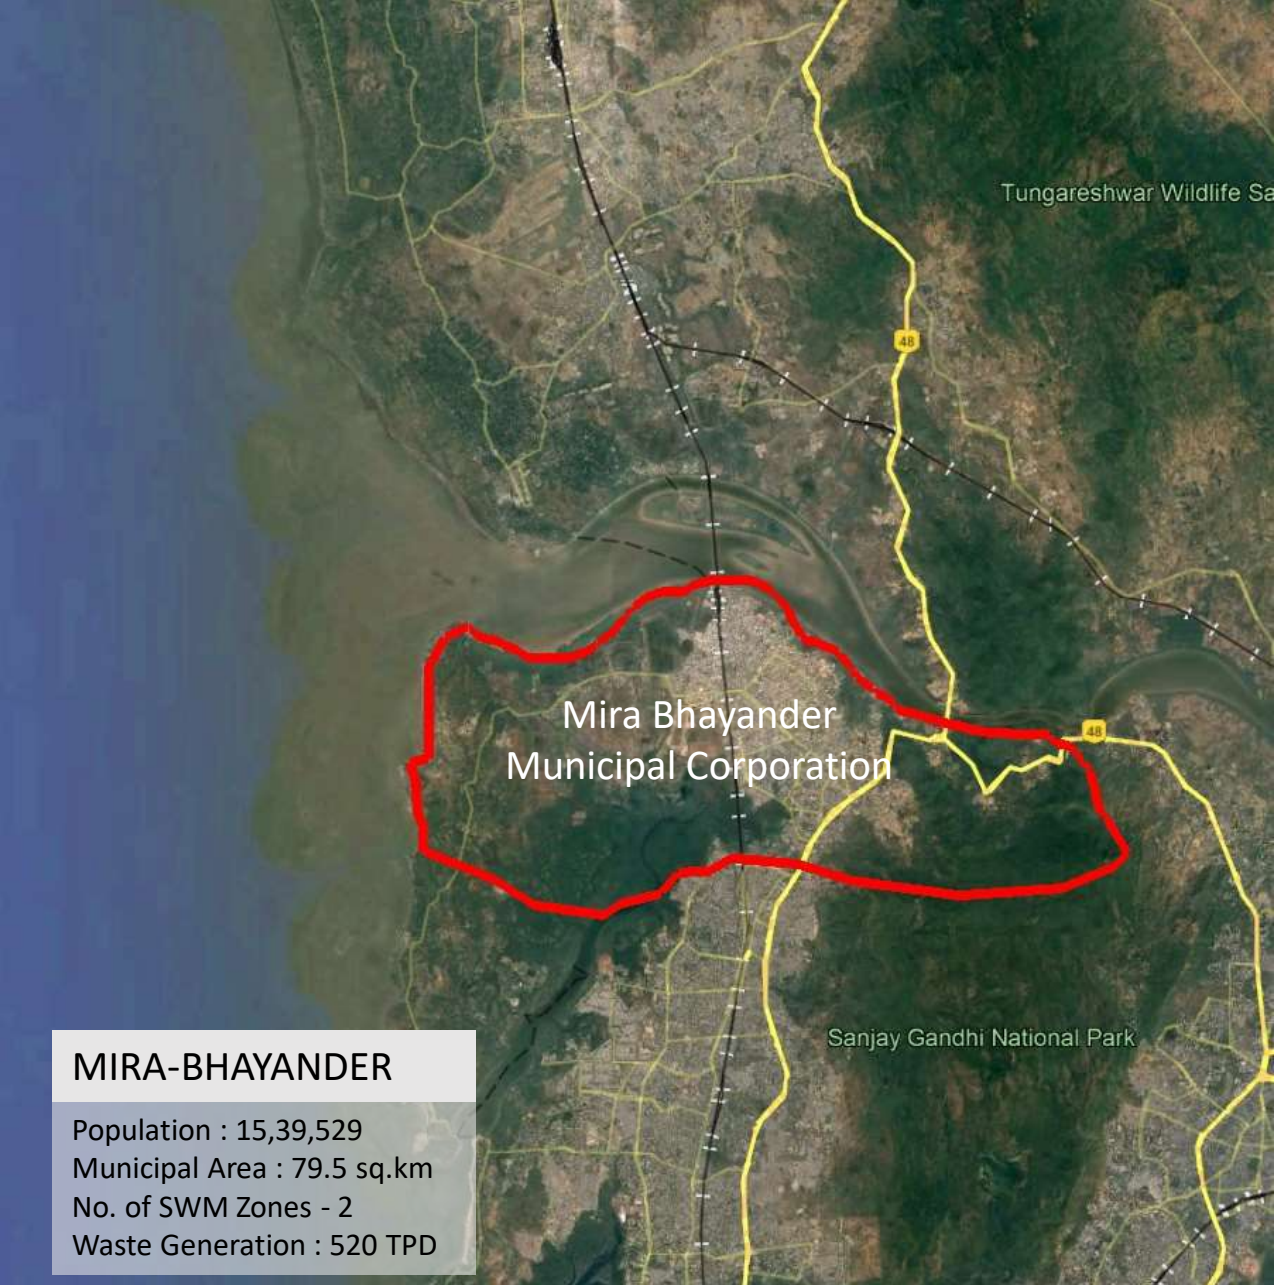 Tungareshwar Wildlife Sa
48
Mira Bhayander
Municipal Corporation
48
Sanjay Gandhi National Park
MIRA-BHAYANDER
Population : 15,39,529
Municipal Area : 79.5 sq.km
No. of SWM Zones - 2
Waste Generation : 520 TPD